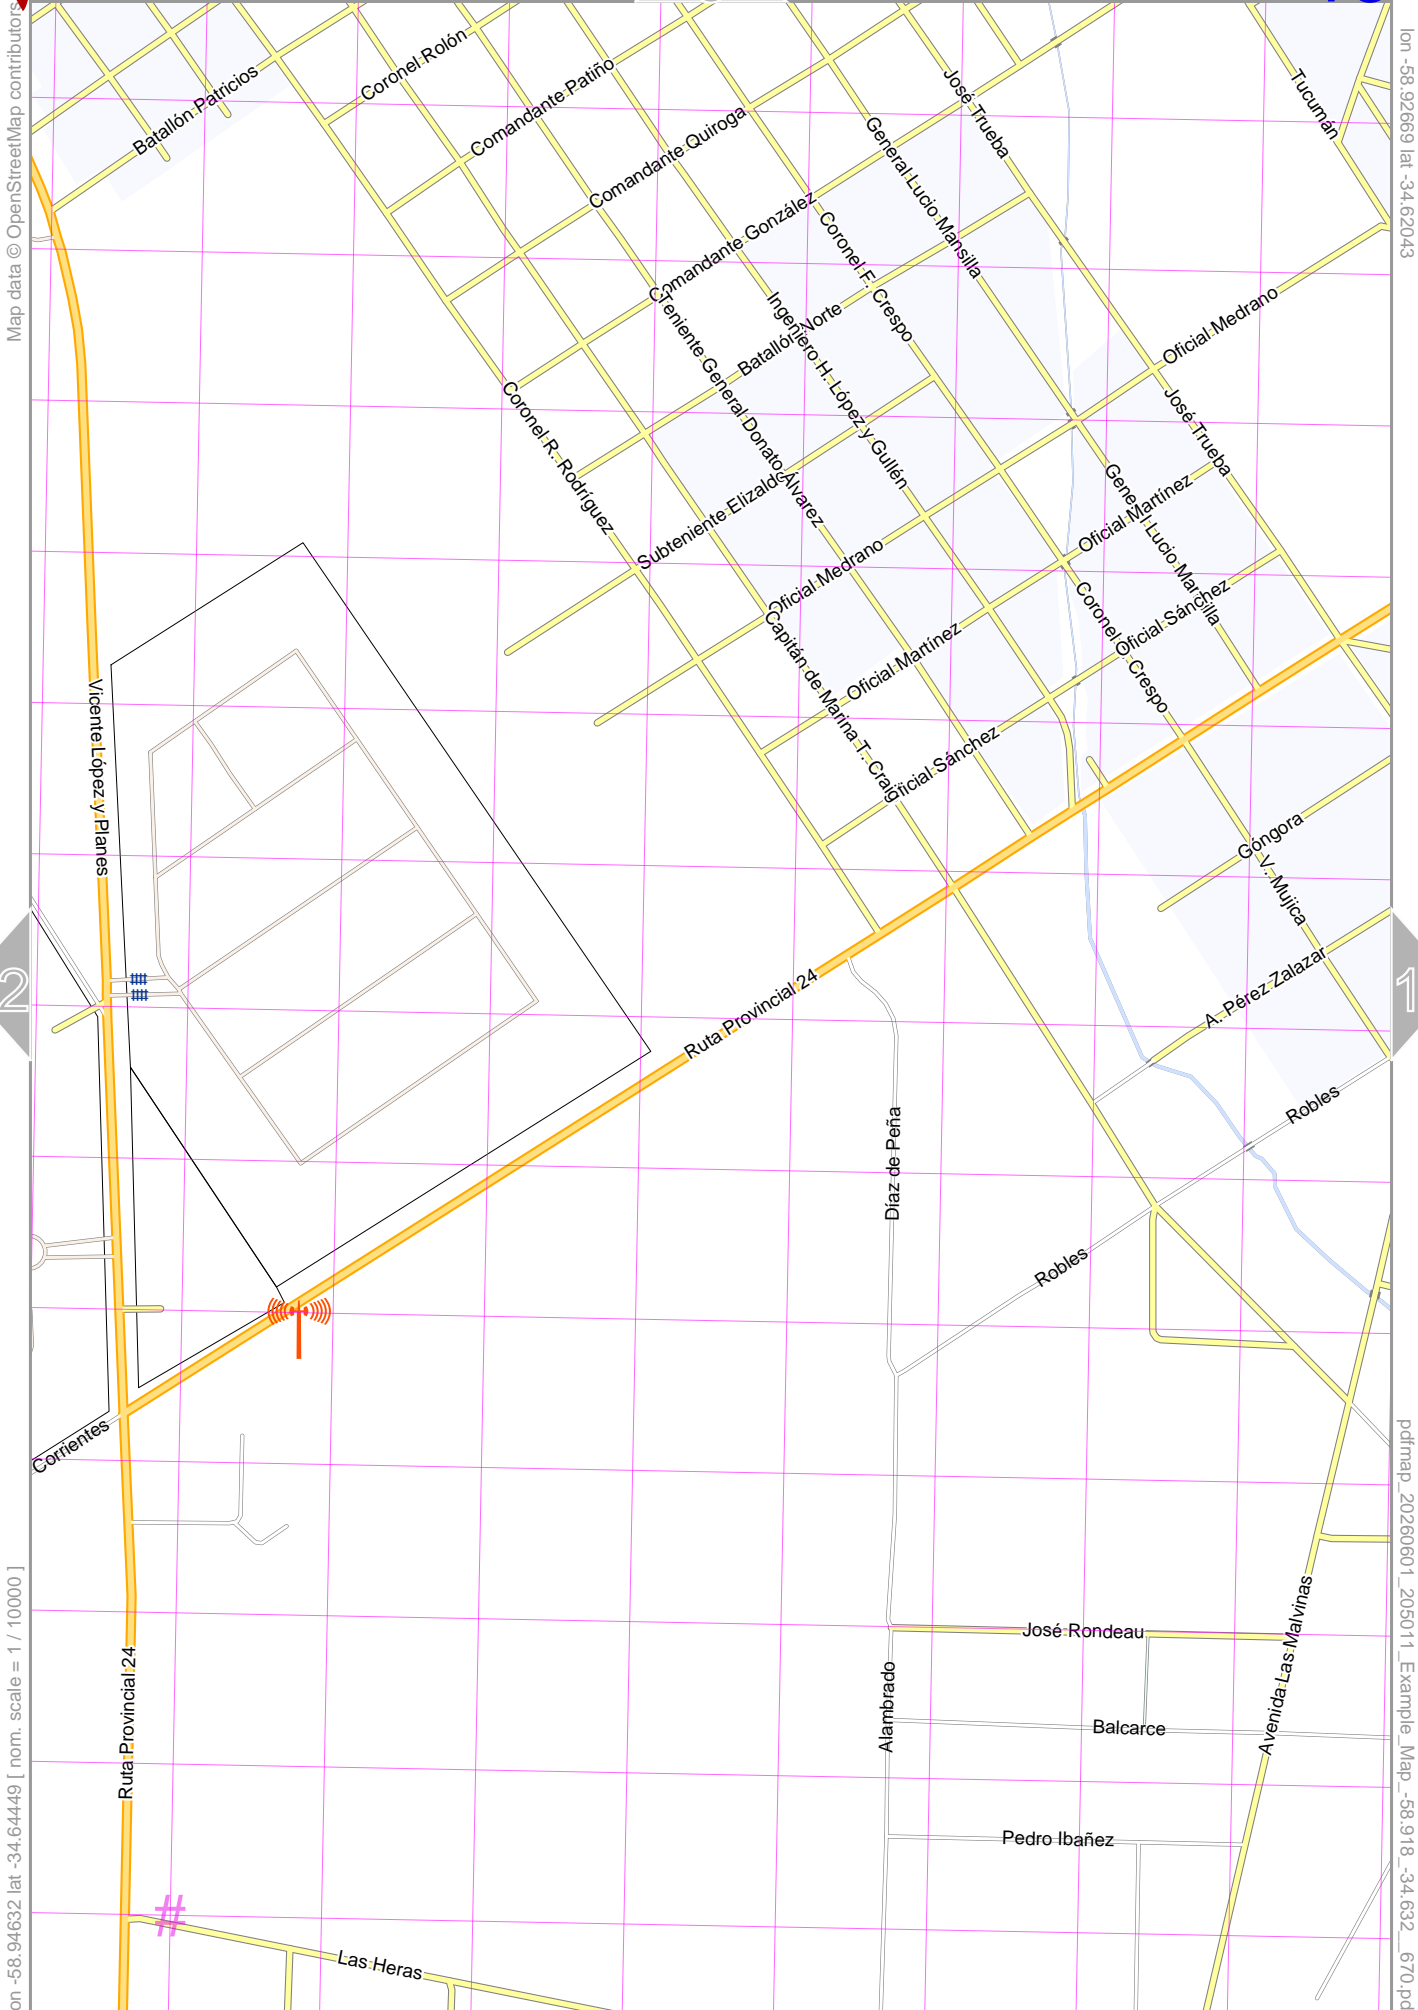 Map data © OpenStreetMap contributors
lon -58.92669 lat -34.62043
Coronel Rolón
Batallón Patricios
Comandante Patiño
Comandante Quiroga
José Trueba
Tucumán
General Lucio Mansilla
Comandante González
Coronel F. Crespo
Batallón Norte
Ingeniero H. López y Gullén
Teniente General Donato Álvarez
Oficial Medrano
Coronel R. Rodríguez
José Trueba
Subteniente Elizalde
Oficial Martínez
General Lucio Mansilla
Oficial Medrano
Coronel F. Crespo
Oficial Sánchez
Capitán de Marina T. Craig
Oficial Martínez
Oficial Sánchez
Vicente López y Planes
Góngora
V. Mujica
A. Pérez Zalazar
2
1
Ruta Provincial 24
Robles
Díaz de Peña
Robles
Corrientes
José Rondeau
Avenida Las Malvinas
Alambrado
Balcarce
Ruta Provincial 24
Pedro Ibañez
#
Las Heras
on -58.94632 lat -34.64449 [ nom. scale = 1 / 10000 ]
pdfmap_20260601_205011_Example_Map_-58.918_-34.632__670.pd